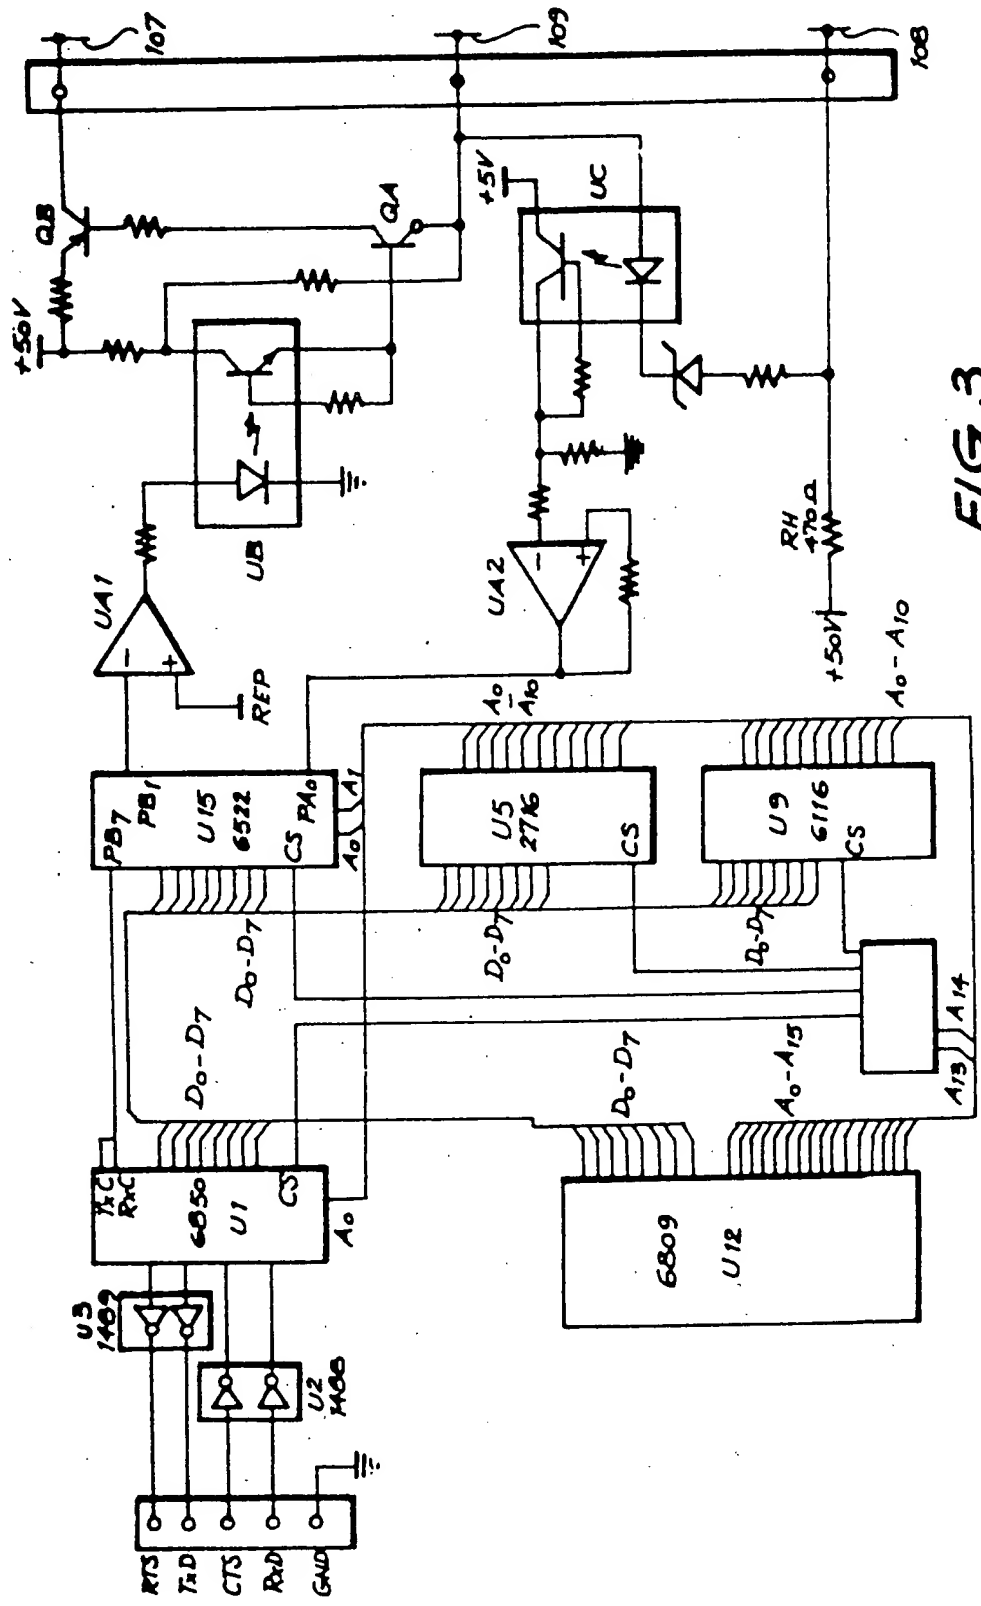 107
109
108
QB
+50V
QA
+5V
UC
UB
UA1
REP
UA2
RH
470Ω
+50V
PB7
PB1
U15
6522
CS
PA0
A0
A1
A0
A10
U5
2716
CS
U9
6116
CS
A0-A10
D0-D7
D0-D7
D0-D7
D0-D7
D0-D7
A0-A15
A13
A14
TxC
RxC
6850
U1
CS
A0
6809
U12
U3
1489
U2
1488
RTS
TxD
CTS
RxD
GND
FIG. 3